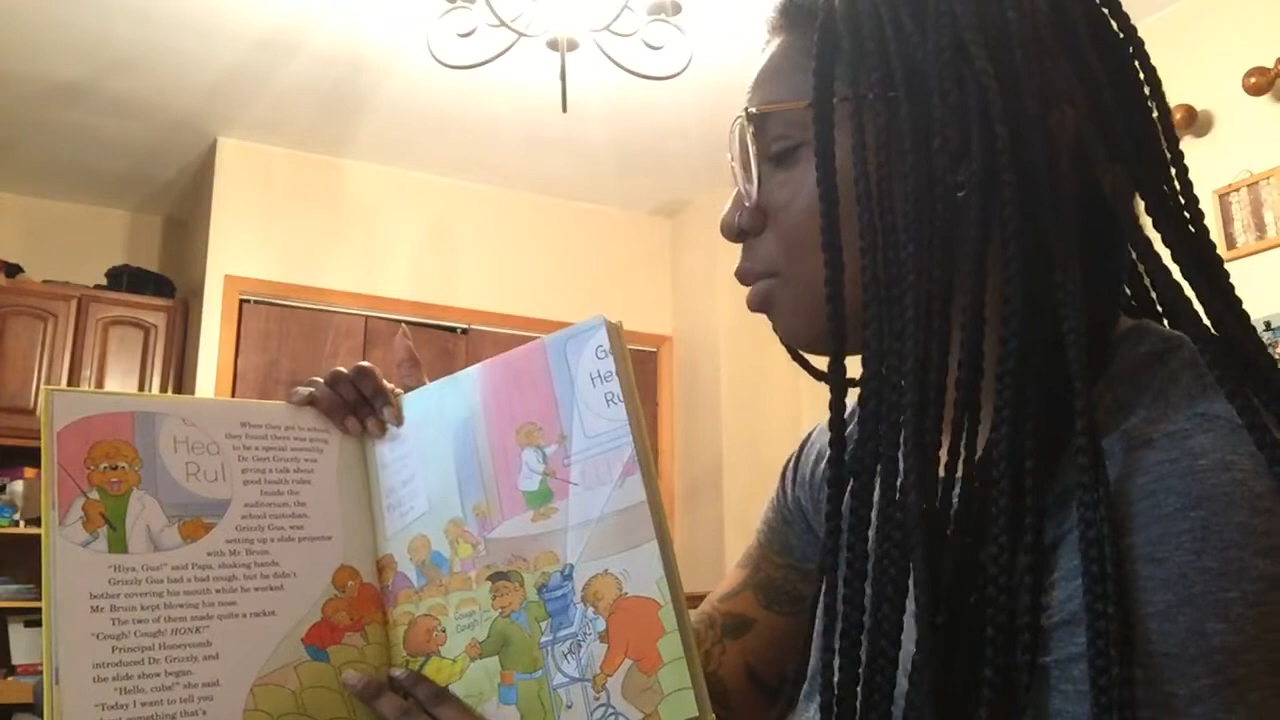 Hea
Rul
When they got to school,
they found there was going
to be a special assembly.
Dr. Gert Grizzly was
giving a talk about
good health rules.
Inside the
auditorium, the
school custodian,
Grizzly Gus, was
setting up a slide projector
with Mr. Bruin.
"Hiya, Gus!" said Papa, shaking hands.
Grizzly Gus had a bad cough, but he didn't
bother covering his mouth while he worked.
Mr. Bruin kept blowing his nose.
The two of them made quite a racket.
"Cough! Cough! HONK!"
Principal Honeycomb
introduced Dr. Grizzly, and
the slide show began.
"Hello, cubs!" she said.
"Today I want to tell you
about something that's
Go
Hea
Ru
Cough
Cough
HONK!